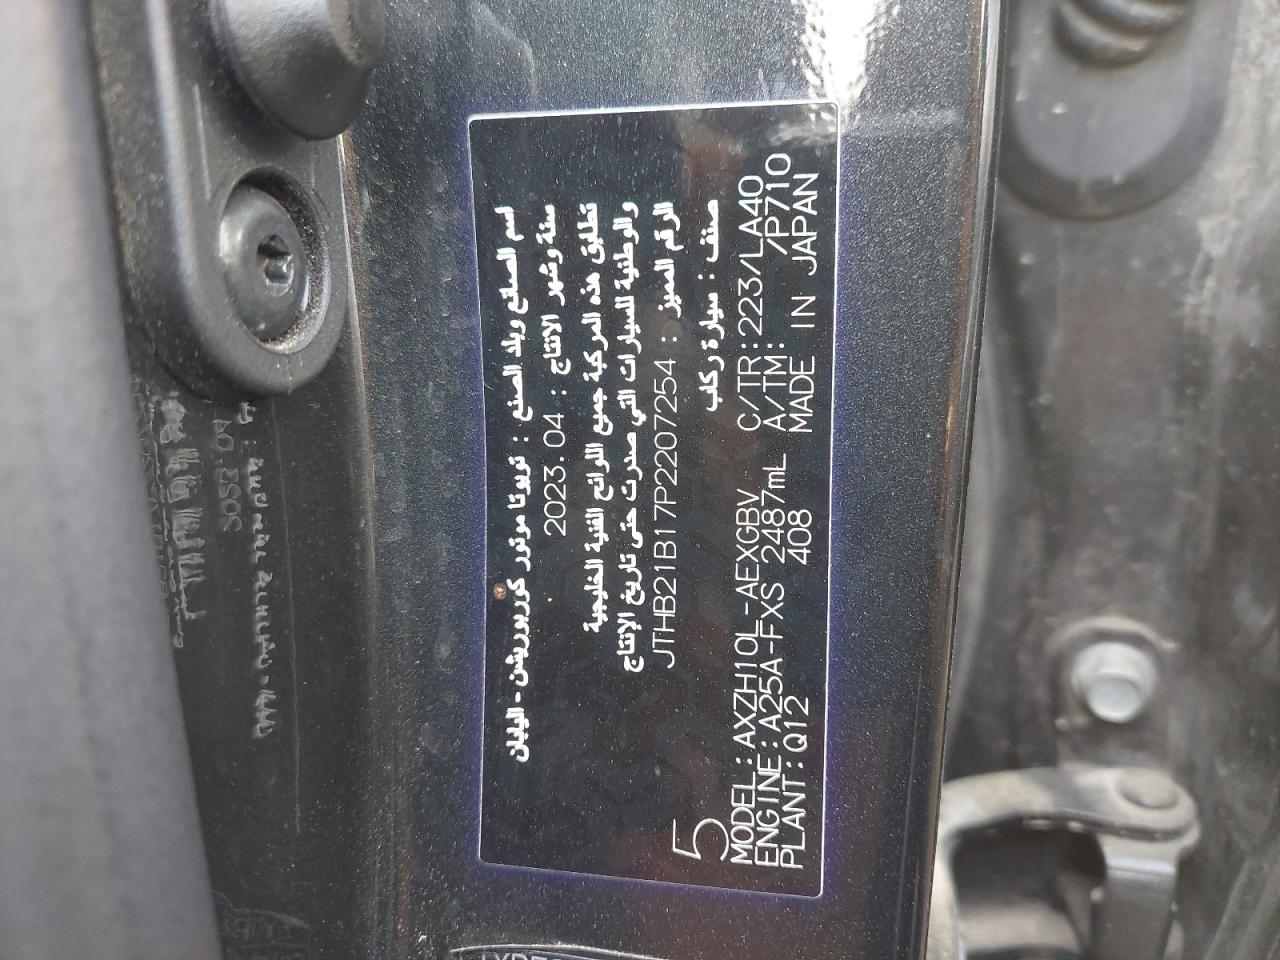 اسم الصانع وبلد الصنع : تويوتا موتور كوربوريشن - اليابان
سنة وشهر الانتاج : 2023.04
تطابق هذه المركبة جميع اللوائح الفنية الخليجية
والوطنية للسيارات التي صدرت حتى تاريخ الإنتاج
الرقم المميز : JTHB21B17P2207254
صنف : سيارة ركاب
5
MODEL:AXZH10L-AEXGBV C/TR:223/LA40
ENGINE:A25A-FXS 2487mL A/TM: /P710
PLANT:Q12 408 MADE IN JAPAN